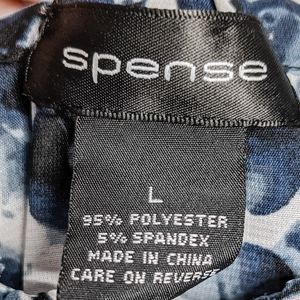 spense
L
95% POLYESTER
5% SPANDEX
MADE IN CHINA
CARE ON REVERSE